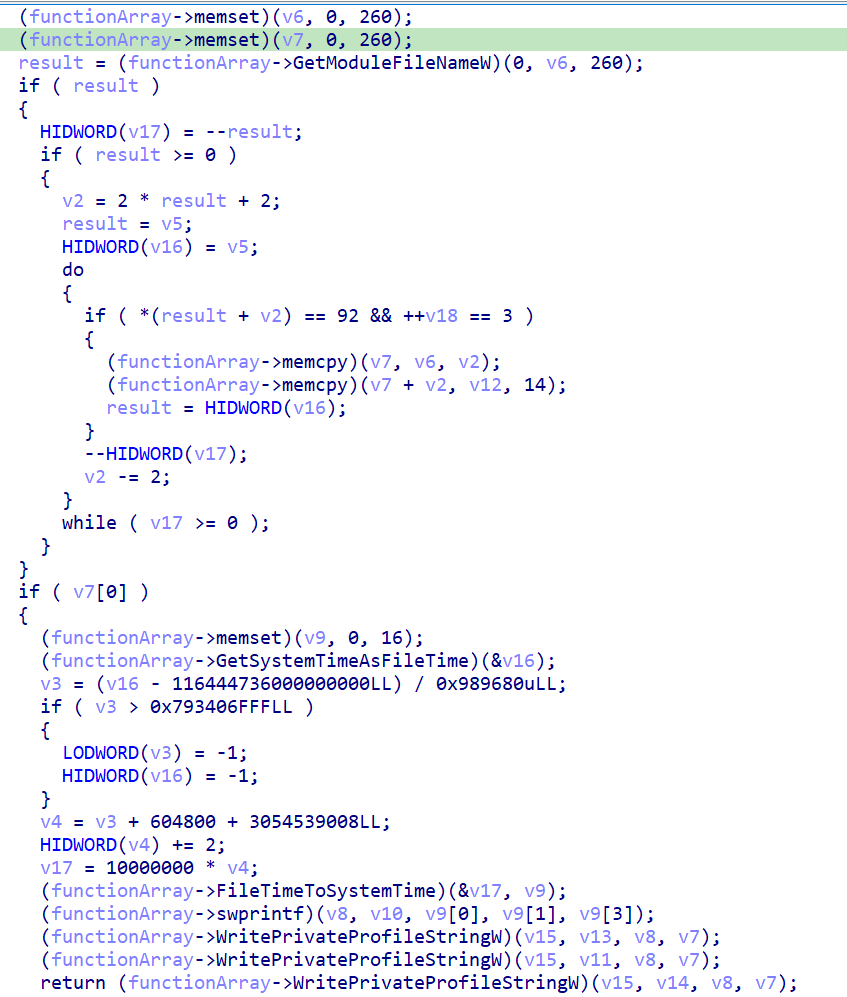 (functionArray->memset)(v6, 0, 260);
(functionArray->memset)(v7, 0, 260);
result = (functionArray->GetModuleFileNameW)(0, v6, 260);
if ( result )
{
HIDWORD(v17) = --result;
if ( result >= 0 )
{
v2 = 2 * result + 2;
result = v5;
HIDWORD(v16) = v5;
do
{
if ( *(result + v2) == 92 && ++v18 == 3 )
{
(functionArray->memcpy)(v7, v6, v2);
(functionArray->memcpy)(v7 + v2, v12, 14);
result = HIDWORD(v16);
}
--HIDWORD(v17);
v2 -= 2;
}
while ( v17 >= 0 );
}
}
if ( v7[0] )
{
(functionArray->memset)(v9, 0, 16);
(functionArray->GetSystemTimeAsFileTime)(&v16);
v3 = (v16 - 116444736000000000LL) / 0x989680uLL;
if ( v3 > 0x793406FFFLL )
{
LODWORD(v3) = -1;
HIDWORD(v16) = -1;
}
v4 = v3 + 604800 + 3054539008LL;
HIDWORD(v4) += 2;
v17 = 10000000 * v4;
(functionArray->FileTimeToSystemTime)(&v17, v9);
(functionArray->swprintf)(v8, v10, v9[0], v9[1], v9[3]);
(functionArray->WritePrivateProfileStringW)(v15, v13, v8, v7);
(functionArray->WritePrivateProfileStringW)(v15, v11, v8, v7);
return (functionArray->WritePrivateProfileStringW)(v15, v14, v8, v7);